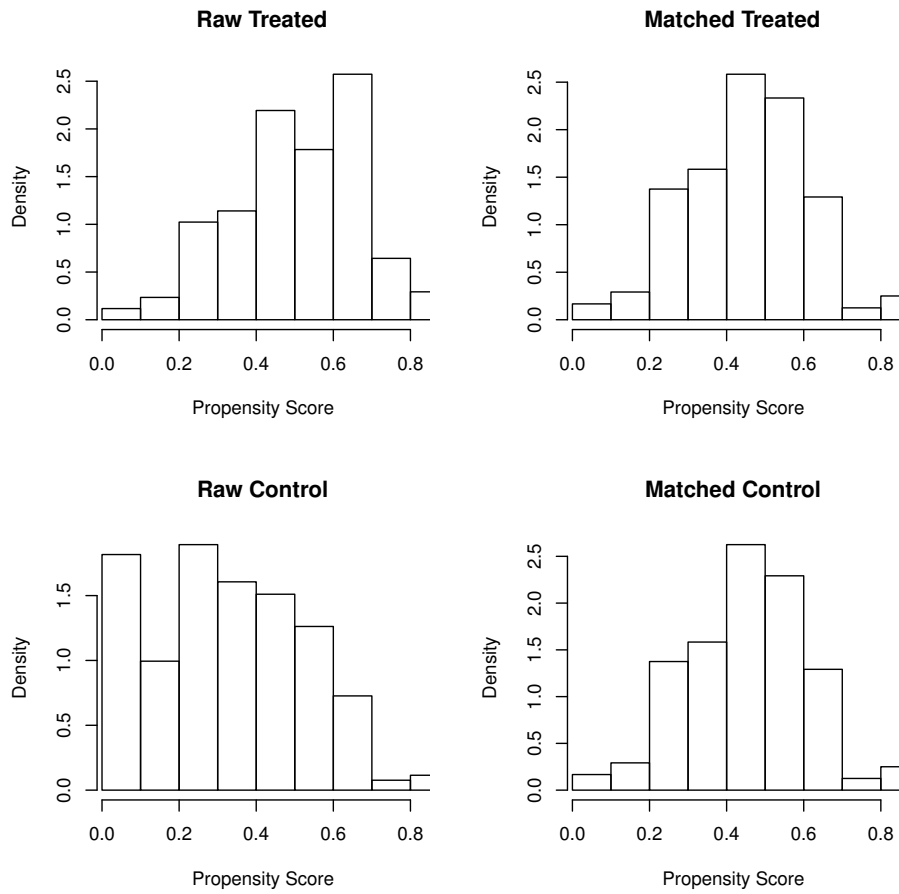 Raw Treated
Density
0.0 0.5 1.0 1.5 2.0 2.5
0.0 0.2 0.4 0.6 0.8
Propensity Score
Matched Treated
Density
0.0 0.5 1.0 1.5 2.0 2.5
0.0 0.2 0.4 0.6 0.8
Propensity Score
Raw Control
Density
0.0 0.5 1.0 1.5
0.0 0.2 0.4 0.6 0.8
Propensity Score
Matched Control
Density
0.0 0.5 1.0 1.5 2.0 2.5
0.0 0.2 0.4 0.6 0.8
Propensity Score